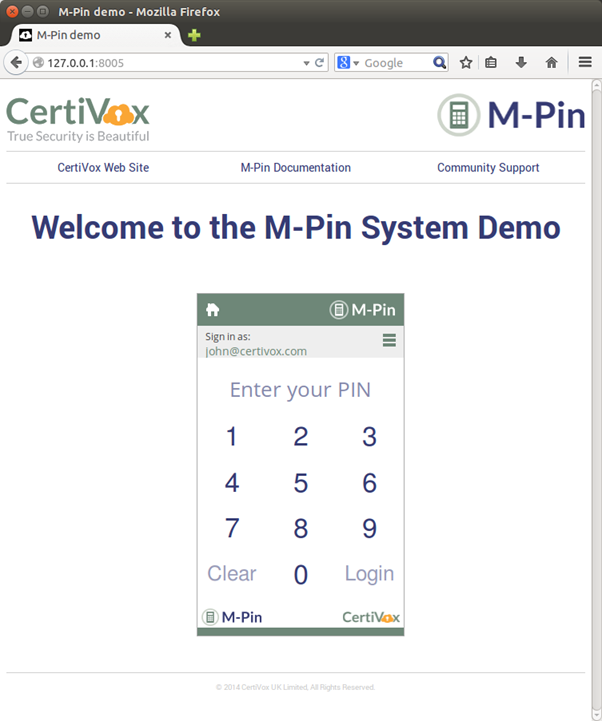 M-Pin demo - Mozilla Firefox
M-Pin demo
127.0.0.1:8005
Google
CertiVox
True Security is Beautiful
M-Pin
CertiVox Web Site
M-Pin Documentation
Community Support
Welcome to the M-Pin System Demo
M-Pin
Sign in as:
john@certivox.com
Enter your PIN
1 2 3
4 5 6
7 8 9
Clear 0 Login
M-Pin
CertiVox
© 2014 CertiVox UK Limited, All Rights Reserved.